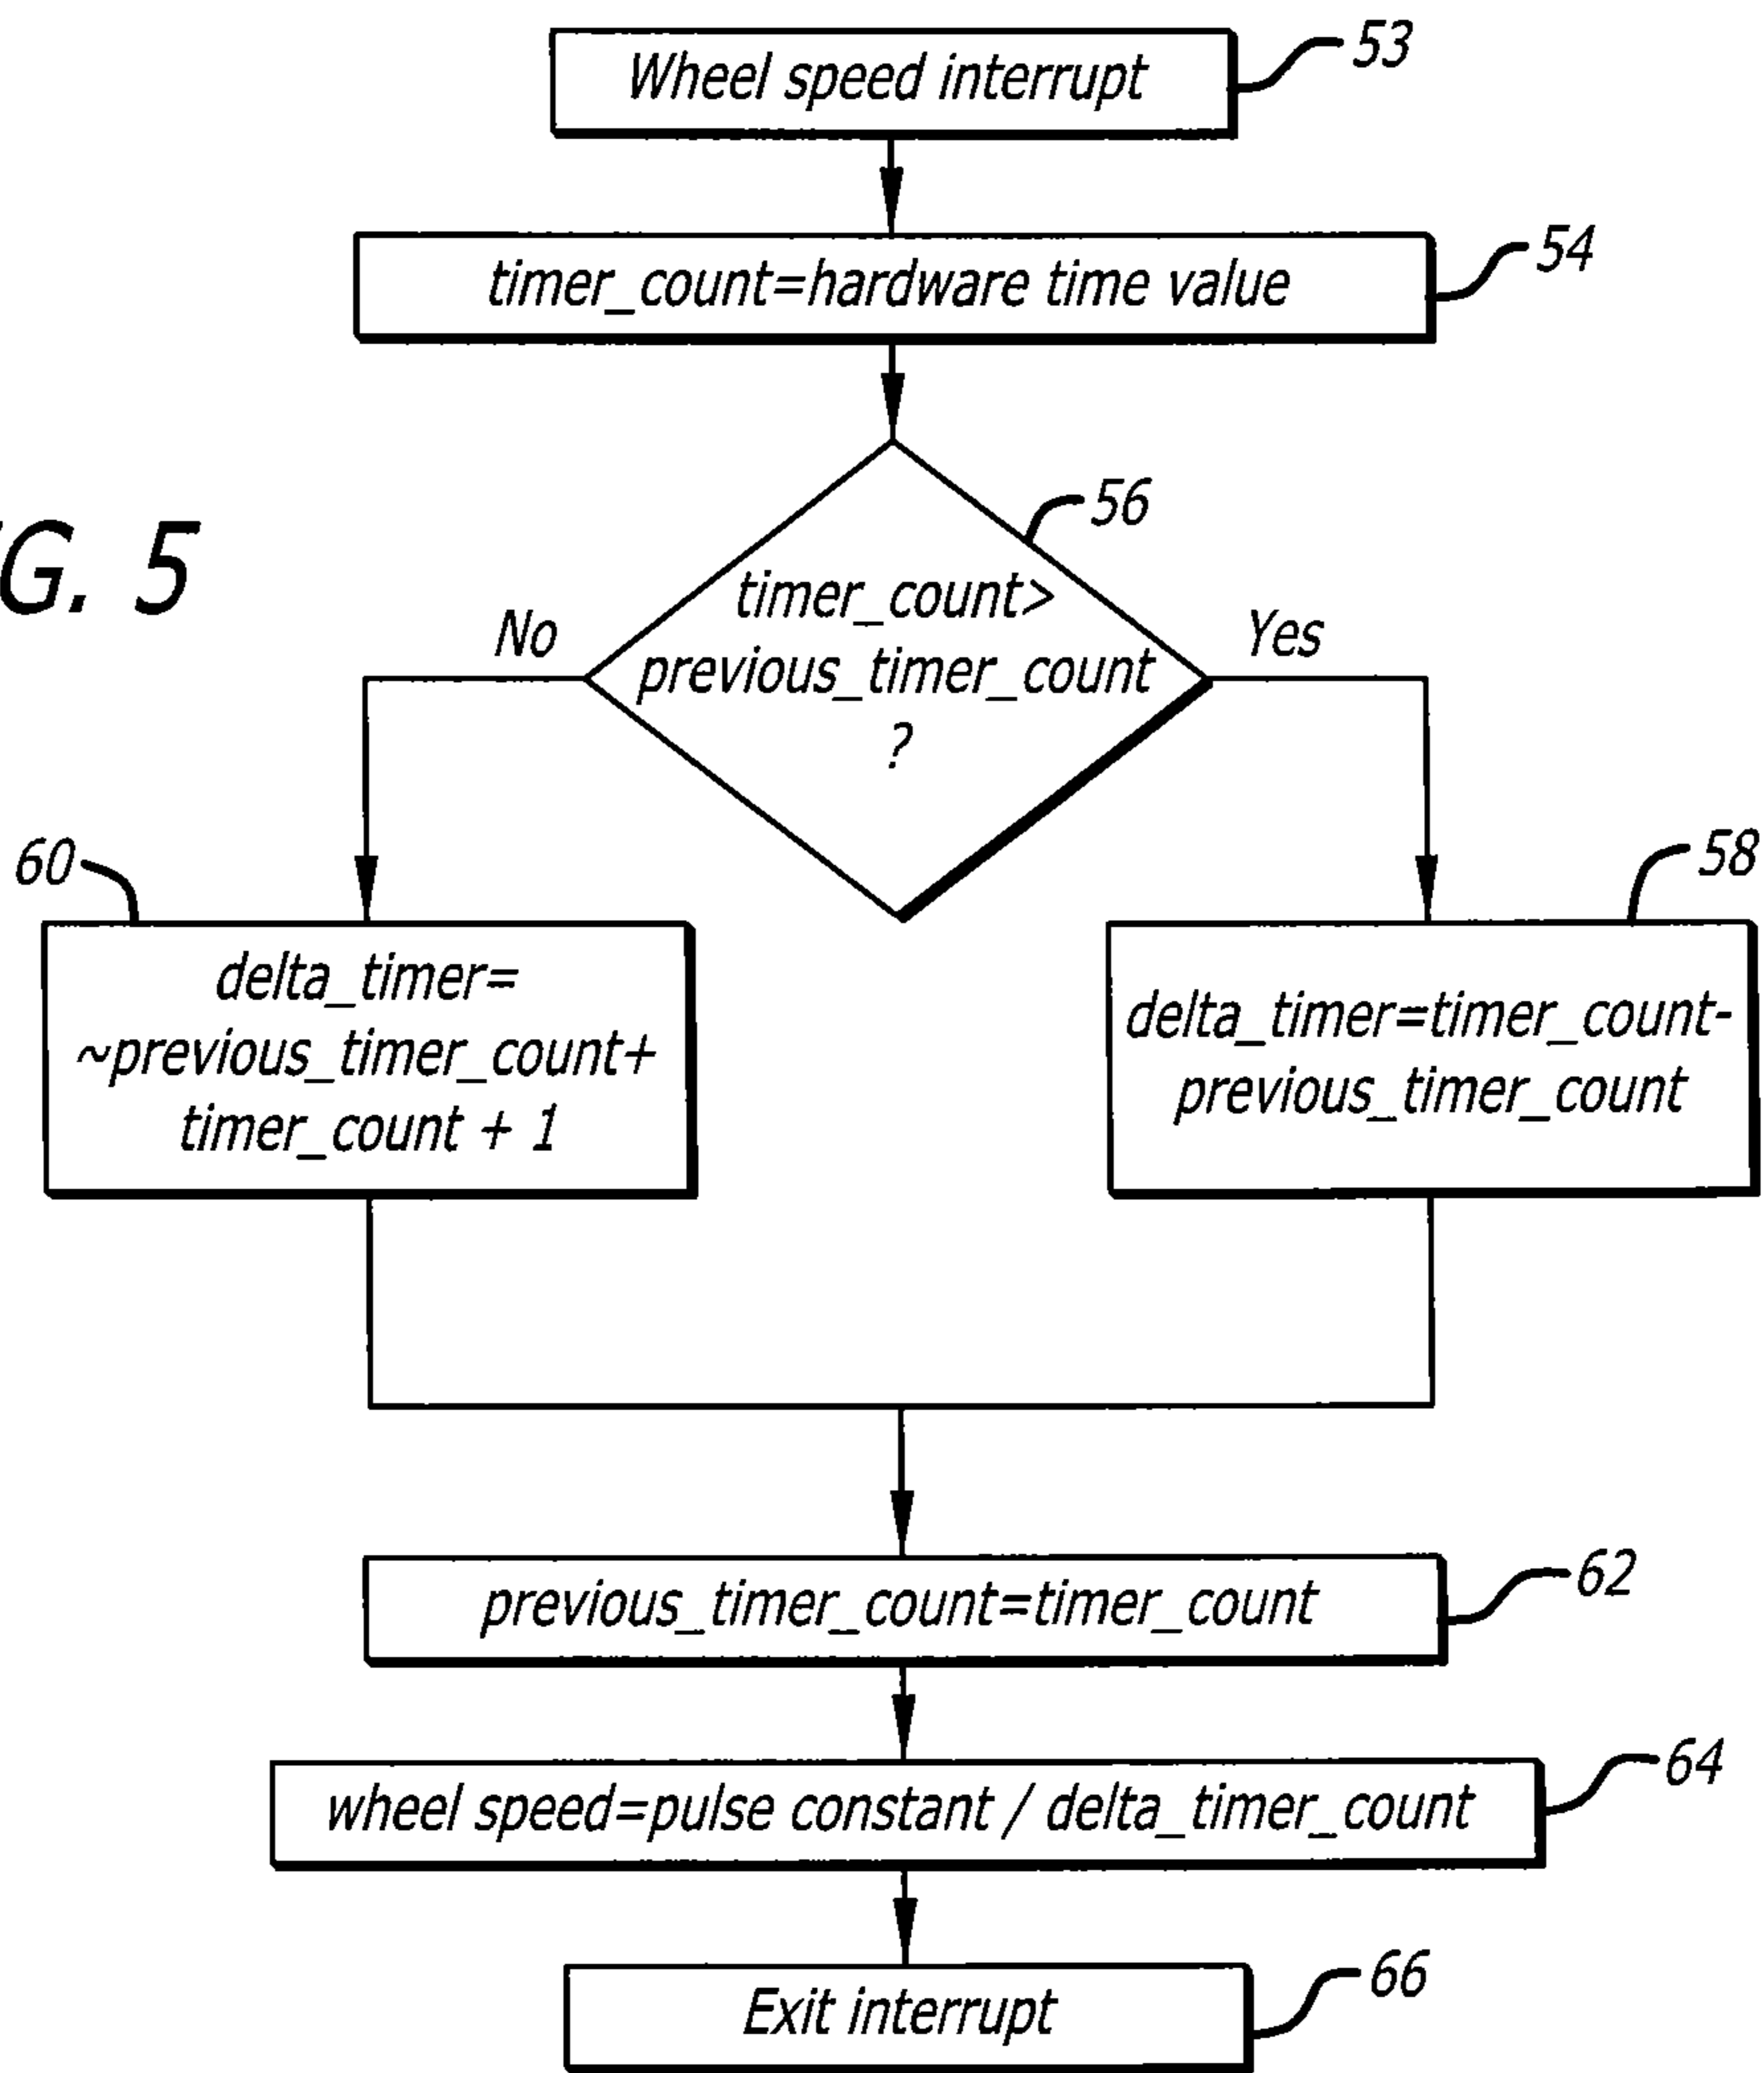 Wheel speed interrupt
53
timer_count=hardware time value
54
G. 5
56
timer_count>
previous_timer_count
?
No
Yes
60
delta_timer=
~previous_timer_count+
timer_count + 1
58
delta_timer=timer_count-
previous_timer_count
previous_timer_count=timer_count
62
wheel speed=pulse constant / delta_timer_count
64
Exit interrupt
66